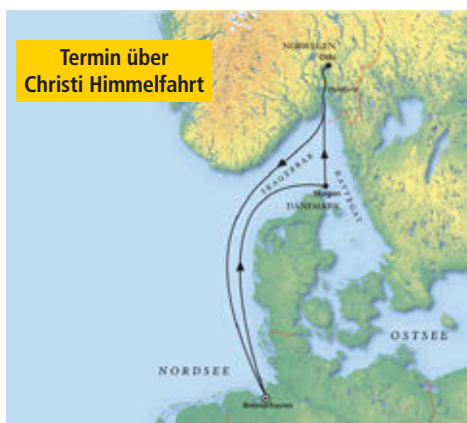 Termin über
Christi Himmelfahrt
NORWEGEN
Oslo
SKAGERRAK
KATTEGAT
Skagen
DÄNEMARK
OSTSEE
NORDSEE
Bremerhaven